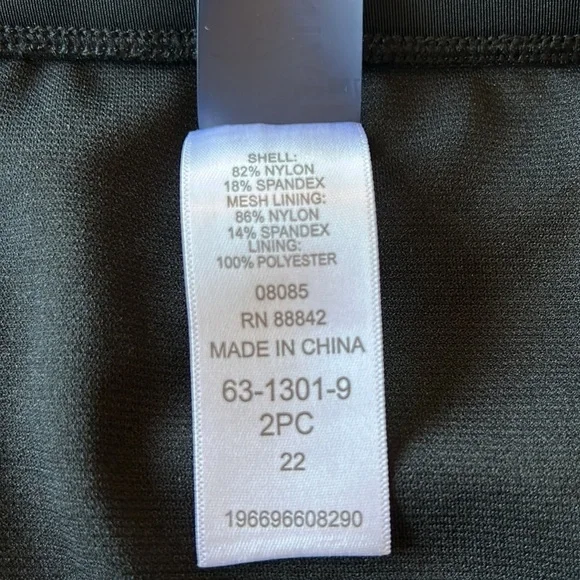 SHELL:
82% NYLON
18% SPANDEX
MESH LINING:
86% NYLON
14% SPANDEX
LINING:
100% POLYESTER
08085
RN 88842
MADE IN CHINA
63-1301-9
2PC
22
196696608290